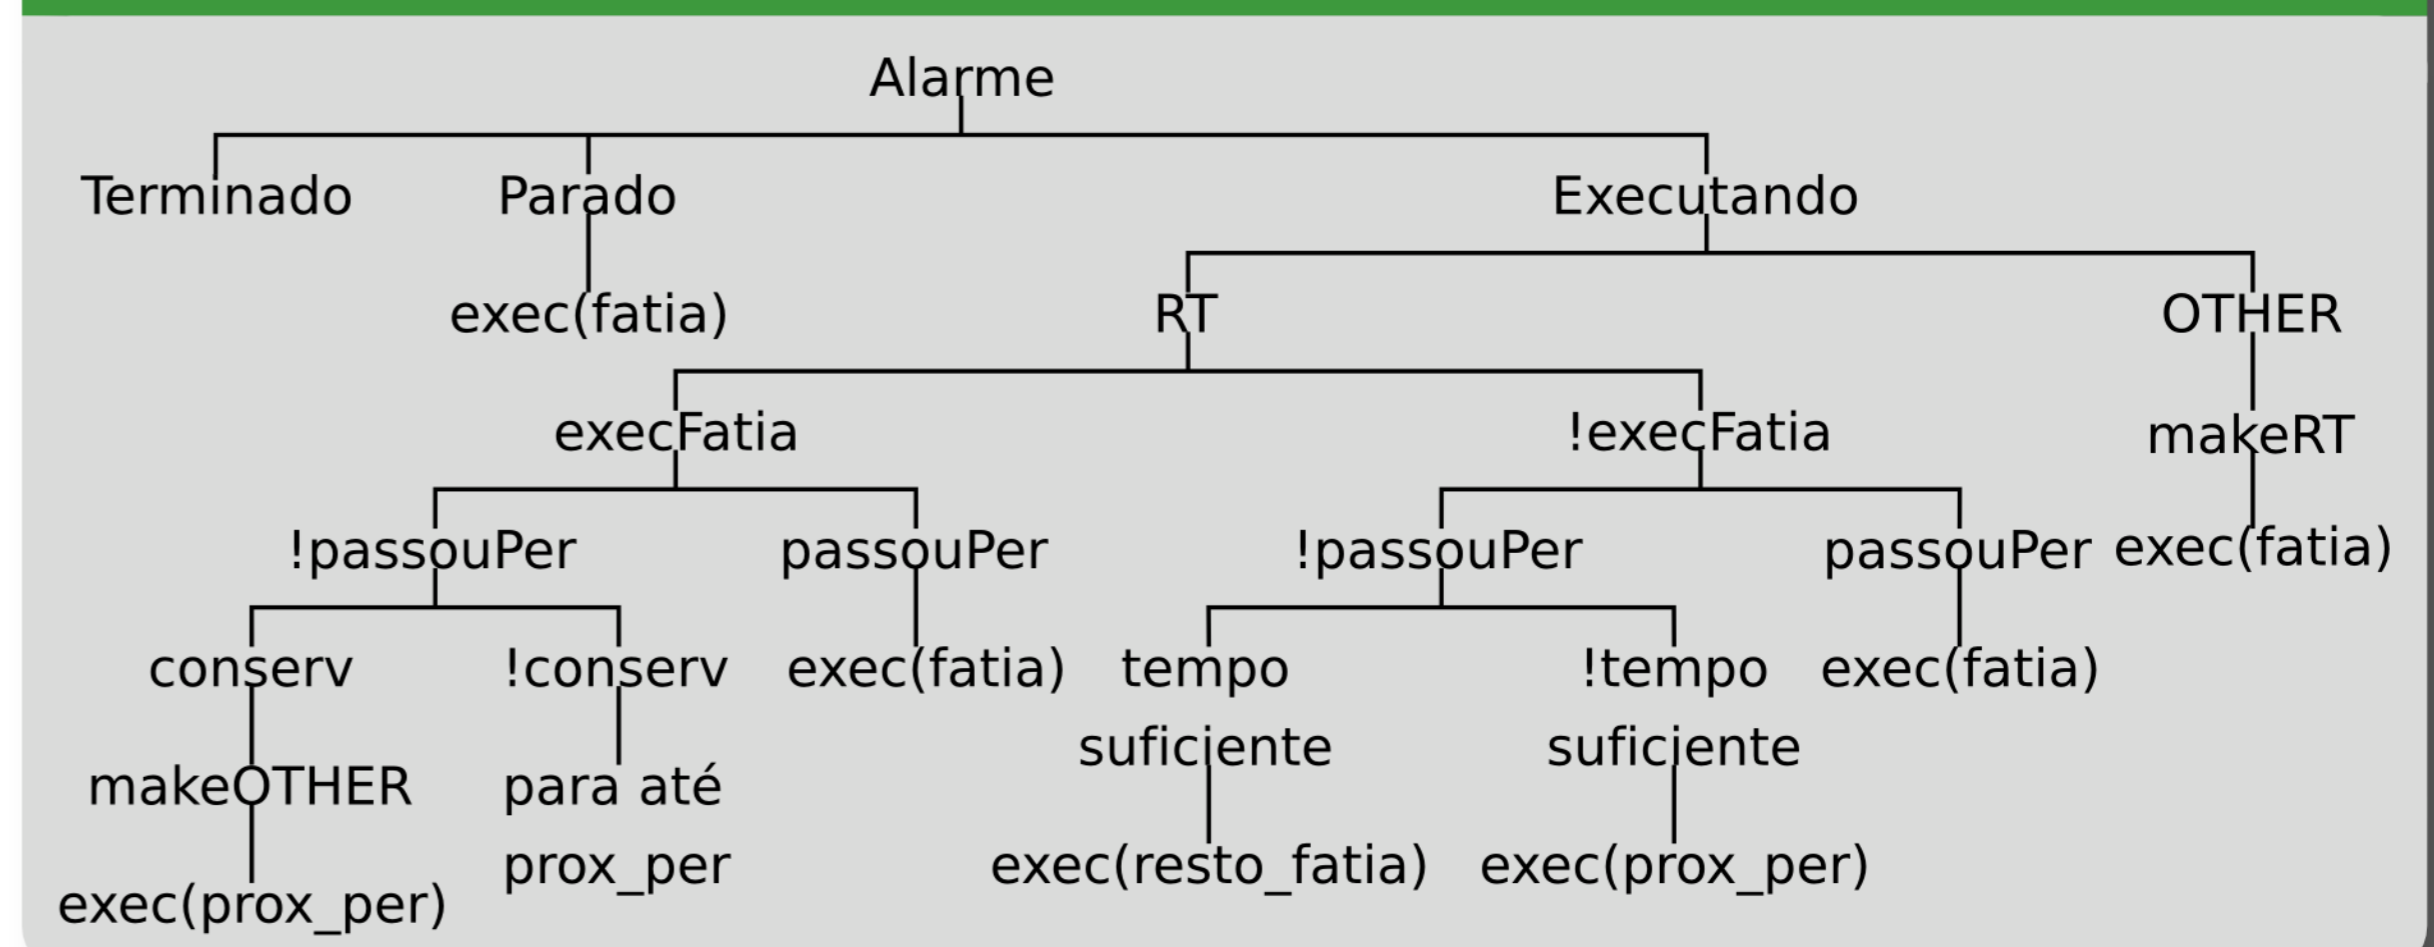 Alarme
Terminado Parado Executando
exec(fatia) RT OTHER
execFatia !execFatia makeRT
!passouPer passouPer !passouPer passouPer exec(fatia)
conserv !conserv exec(fatia) tempo !tempo exec(fatia)
suficiente suficiente
makeOTHER para até
prox_per exec(resto_fatia) exec(prox_per)
exec(prox_per)